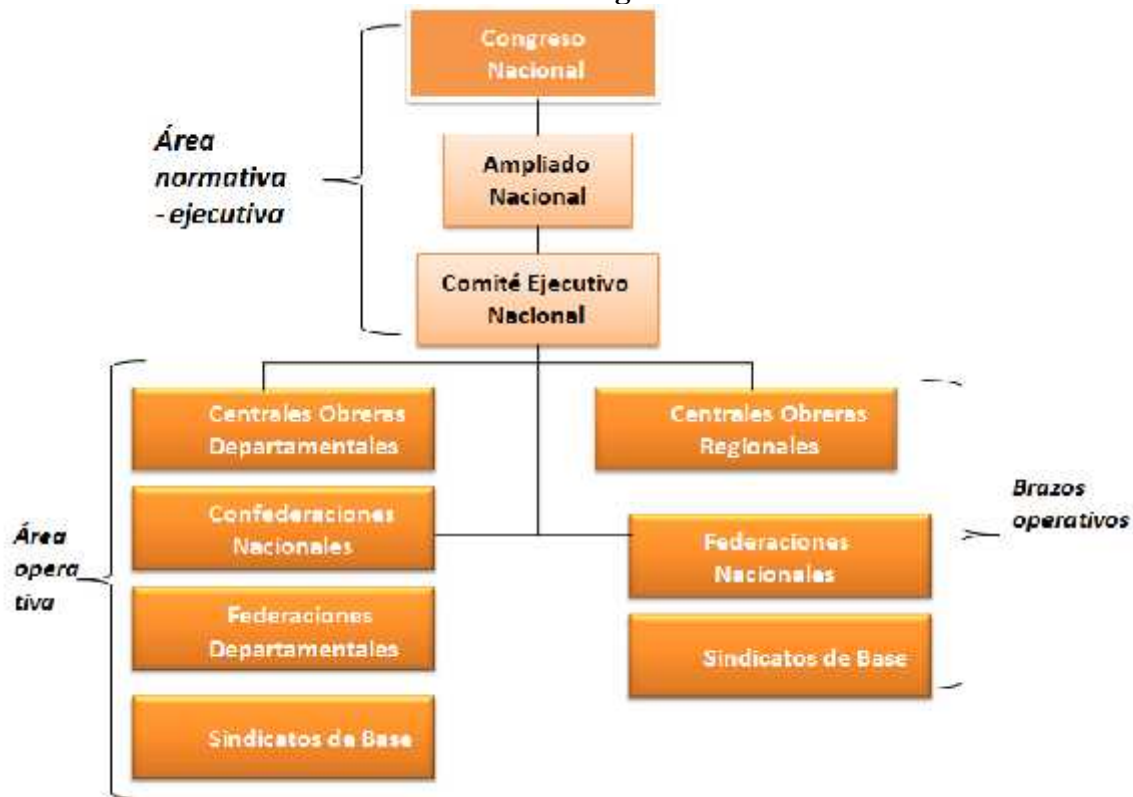 Congreso
Nacional
Área
normativa
- ejecutiva
Ampliado
Nacional
Comité Ejecutivo
Nacional
Centrales Obreras
Departamentales
Centrales Obreras
Regionales
Confederaciones
Nacionales
Federaciones
Nacionales
Brazos
operativos
Área
opera
tiva
Federaciones
Departamentales
Sindicatos de Base
Sindicatos de Base